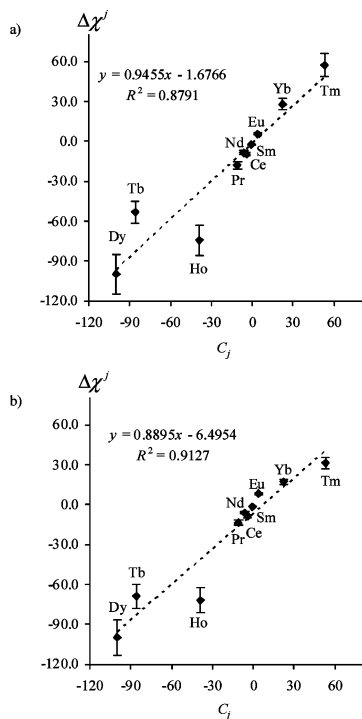 a)
Δχ^j
60.0
30.0
0.0
-30.0
-60.0
-90.0
-120.0
y = 0.9455x - 1.6766
R² = 0.8791
Yb
Tm
Eu
Nd
Sm
Ce
Pr
Tb
Dy
Ho
-120 -90 -60 -30 0 30 60
C_j
b)
Δχ^j
60.0
30.0
0.0
-30.0
-60.0
-90.0
-120.0
y = 0.8895x - 6.4954
R² = 0.9127
Yb
Eu
Tm
Nd
Sm
Ce
Pr
Tb
Dy
Ho
-120 -90 -60 -30 0 30 60
C_j